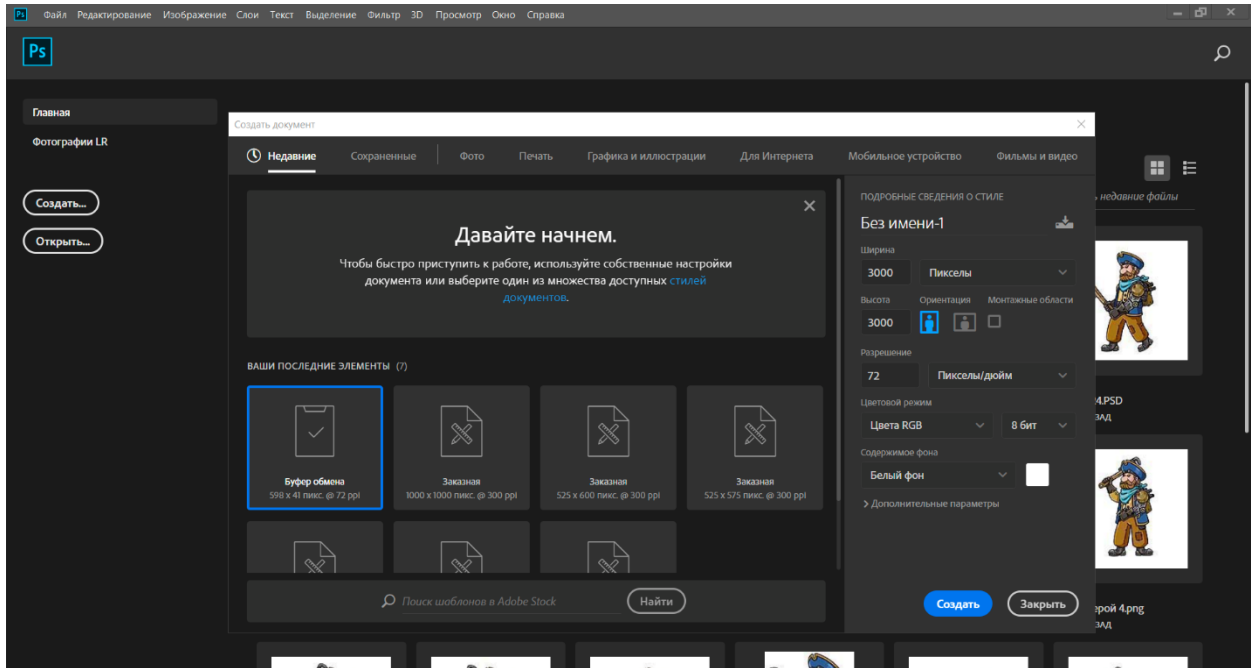 Ps Файл Редактирование Изображение Слои Текст Выделение Фильтр 3D Просмотр Окно Справка
Ps
Главная
Фотографии LR
Создать...
Открыть...
Создать документ
Недавние Сохраненные Фото Печать Графика и иллюстрации Для Интернета Мобильное устройство Фильмы и видео
Давайте начнем.
Чтобы быстро приступить к работе, используйте собственные настройки
документа или выберите один из множества доступных стилей
документов.
ВАШИ ПОСЛЕДНИЕ ЭЛЕМЕНТЫ (7)
Буфер обмена
598 x 41 пикс. @ 72 ppi
Заказная
1000 x 1000 пикс. @ 300 ppi
Заказная
525 x 600 пикс. @ 300 ppi
Заказная
525 x 575 пикс. @ 300 ppi
Поиск шаблонов в Adobe Stock Найти
ПОДРОБНЫЕ СВЕДЕНИЯ О СТИЛЕ
Без имени-1
Ширина
3000 Пикселы
Высота Ориентация Монтажные области
3000
Разрешение
72 Пикселы/дюйм
Цветовой режим
Цвета RGB 8 бит
Содержимое фона
Белый фон
Дополнительные параметры
Создать Закрыть
недавние файлы
4.PSD
зад
ерой 4.png
зад